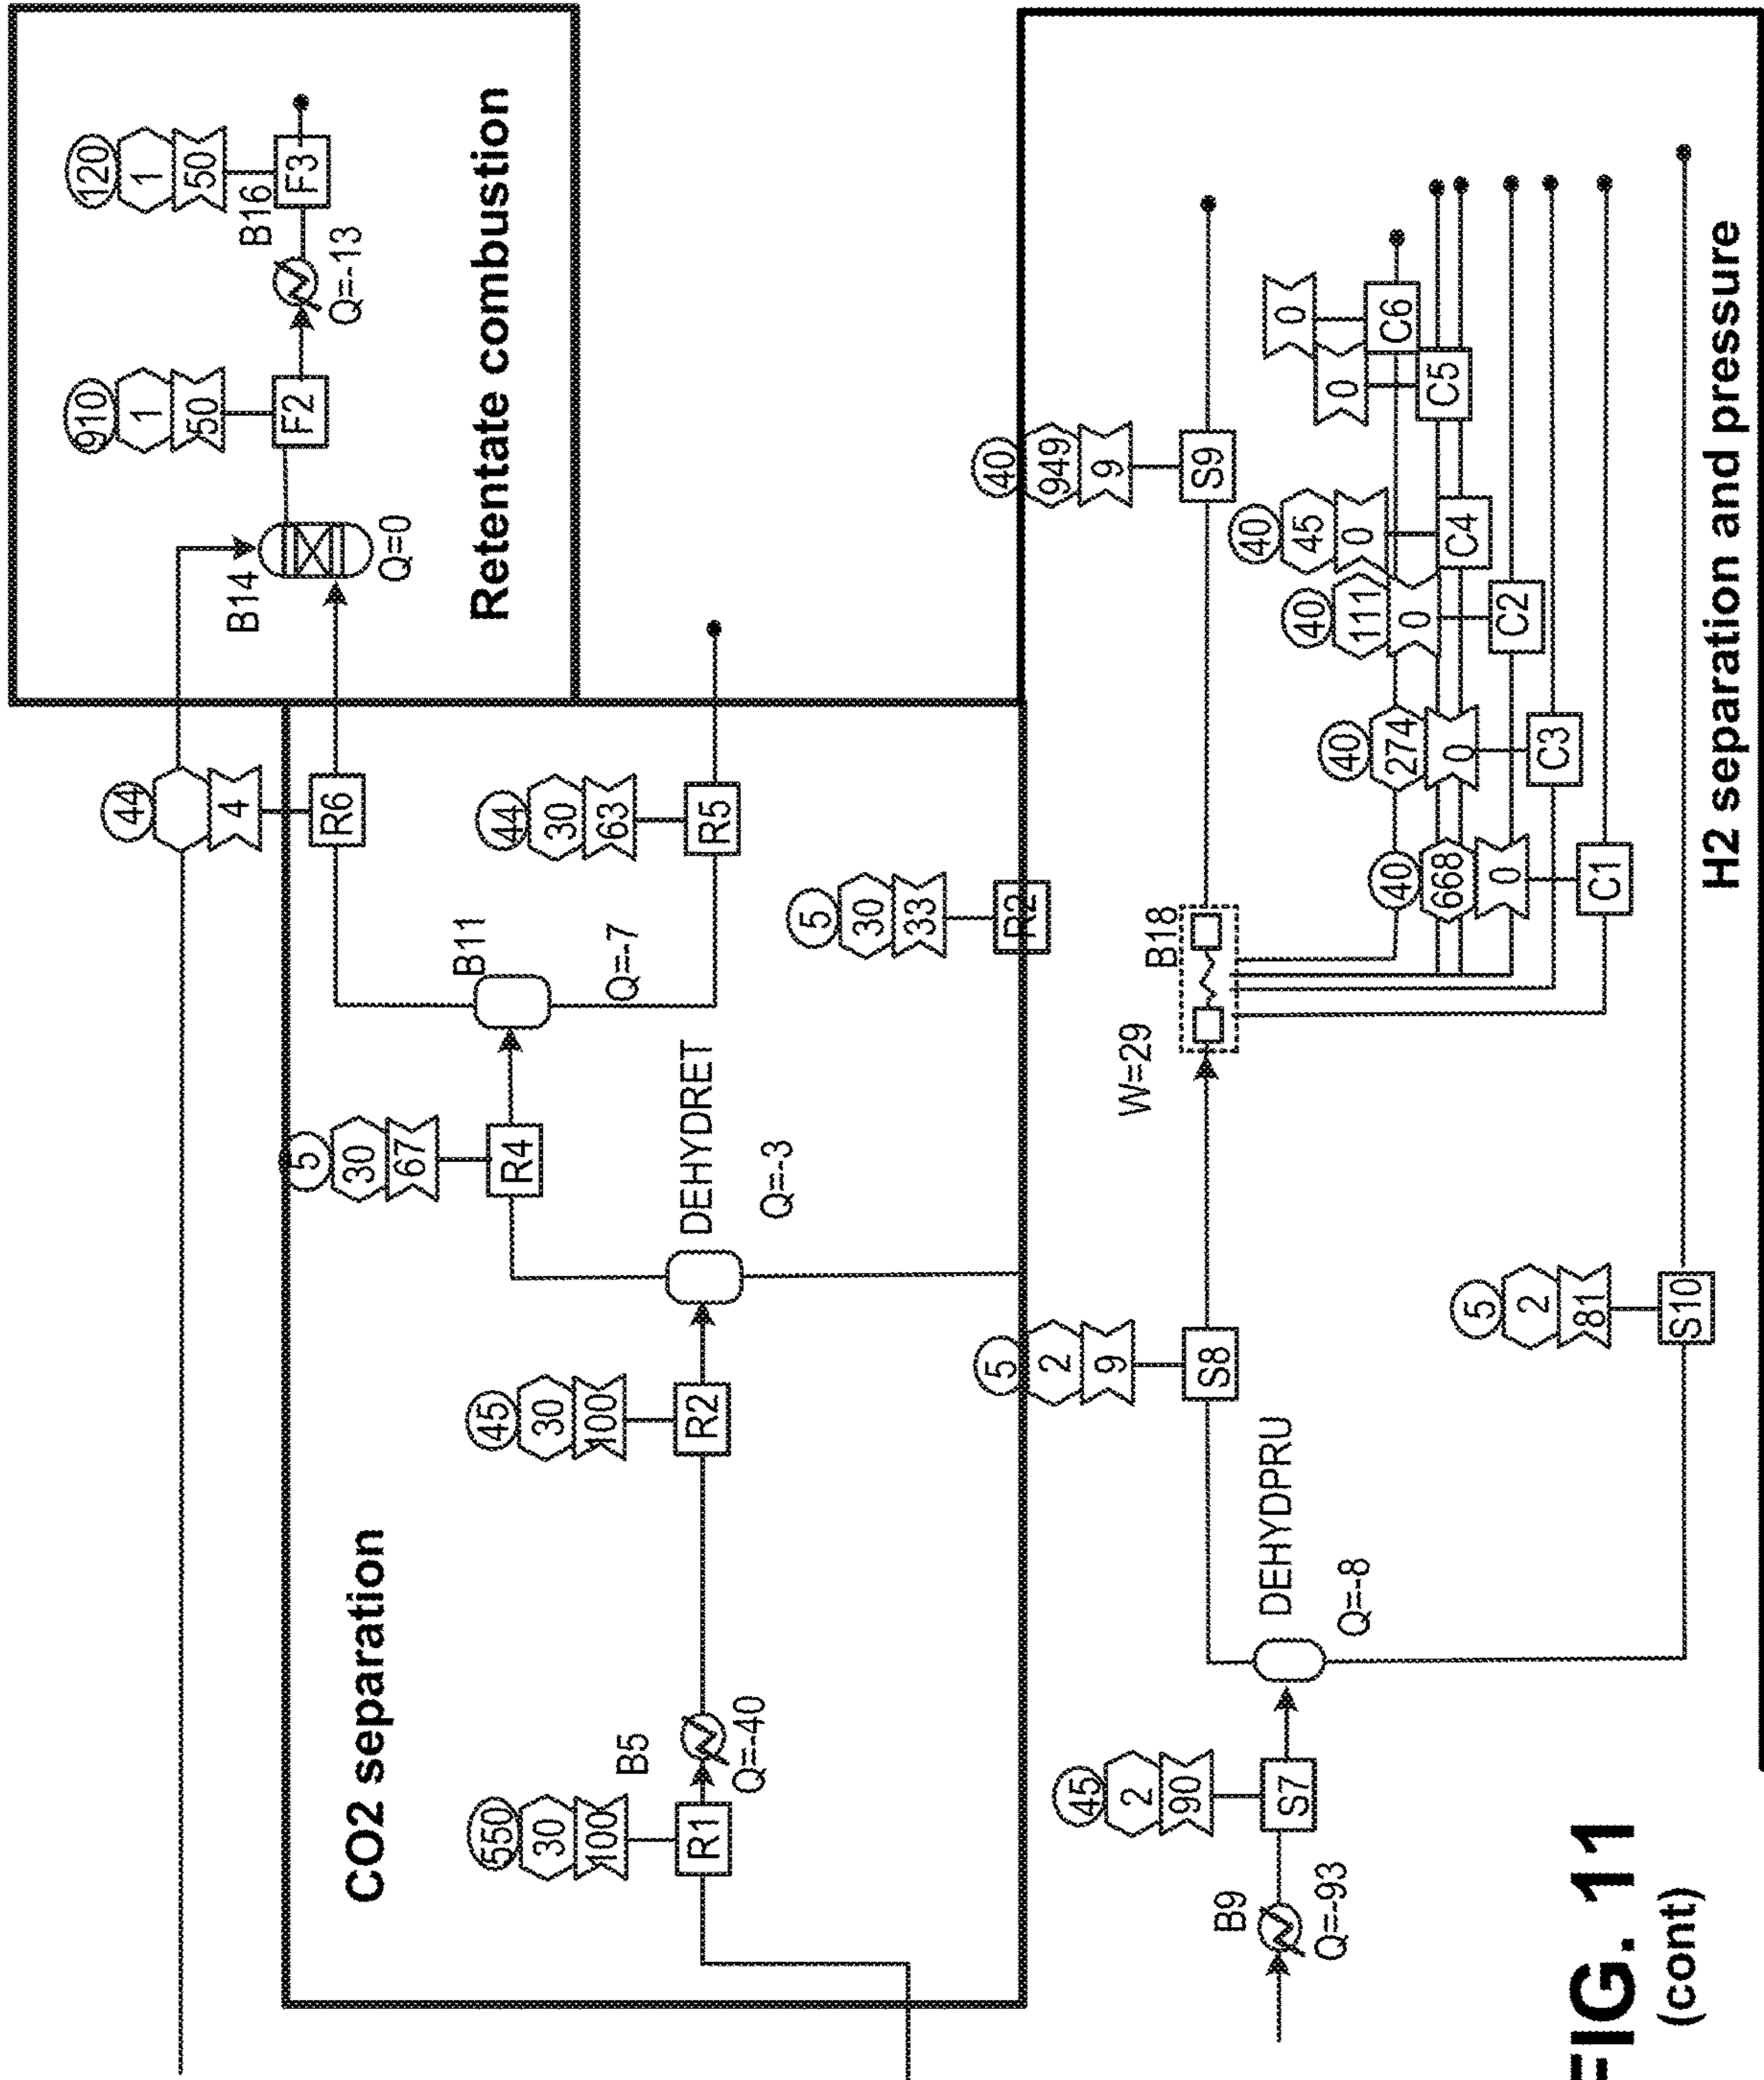 Retentate combustion
910
1
50
F2
120
1
50
F3
B16
Q=-13
B14
Q=0
CO2 separation
550
30
100
R1
B5
Q=-40
45
30
100
R2
DEHYDRET
Q=-3
5
30
67
R4
B11
Q=-7
44
4
R6
44
30
63
R5
5
30
33
R2
B9
Q=-93
45
2
90
S7
DEHYDPRU
Q=-8
5
2
9
S8
5
2
81
S10
W=29
B18
40
949
9
S9
40
668
0
C1
40
274
0
C3
40
111
0
C2
40
45
0
C4
0
C5
0
C6
H2 separation and pressure
FIG. 11
(cont)